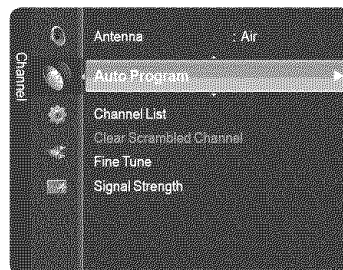 Channel
Antenna : Air
Auto Program
Channel List
Clear Scrambled Channel
Fine Tune
Signal Strength